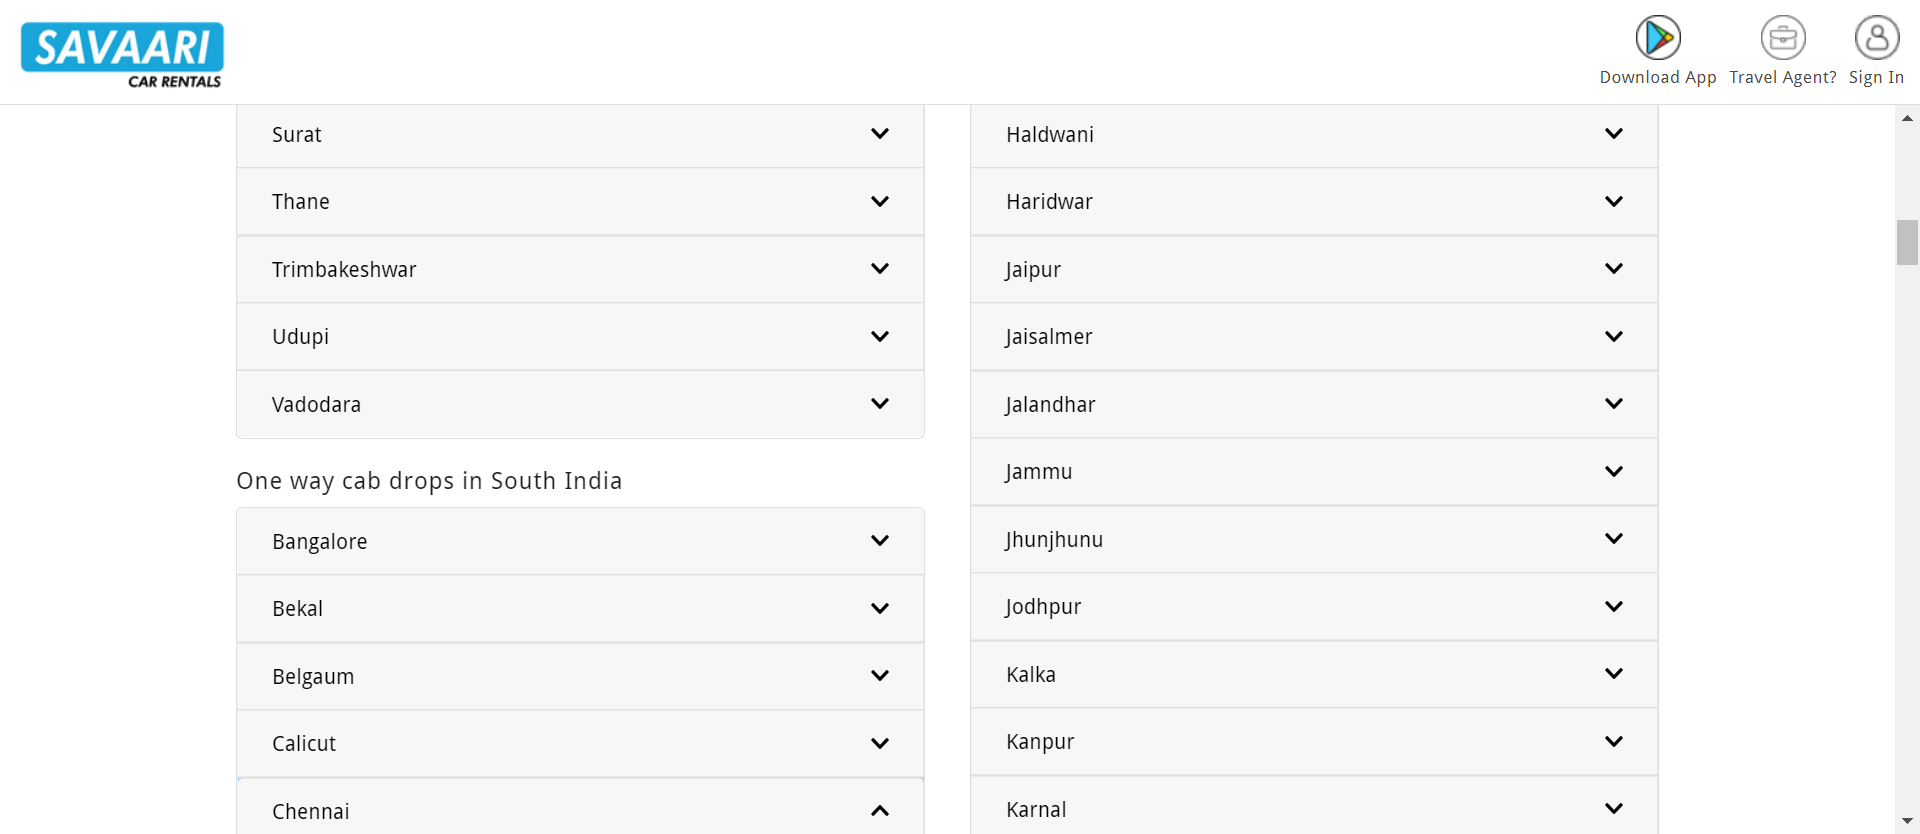 SAVAARI
CAR RENTALS
Download App
Travel Agent?
Sign In
Surat
Thane
Trimbakeshwar
Udupi
Vadodara
One way cab drops in South India
Bangalore
Bekal
Belgaum
Calicut
Chennai
Haldwani
Haridwar
Jaipur
Jaisalmer
Jalandhar
Jammu
Jhunjhunu
Jodhpur
Kalka
Kanpur
Karnal